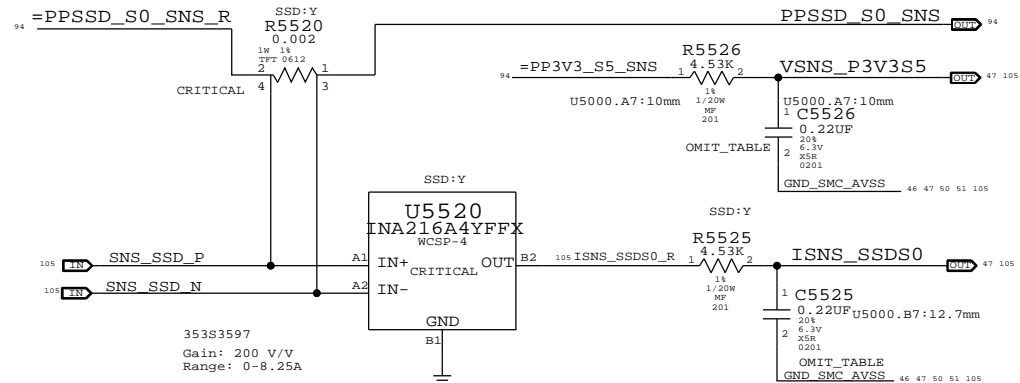 =PPSSD_S0_SNS_R
94
SSD:Y
R5520
0.002
1W 1%
TFT 0612
2 1
4 3
CRITICAL
PPSSD_S0_SNS
OUT 94
R5526
4.53K
94 =PP3V3_S5_SNS 1 2
1%
1/20W
MF
201
U5000.A7:10mm
VSNS_P3V3S5
OUT 47 105
U5000.A7:10mm
1 C5526
0.22UF
20%
6.3V
X5R
0201
2
OMIT_TABLE
GND_SMC_AVSS 46 47 50 51 105
SSD:Y
U5520
INA216A4YFFX
WCSP-4
105 IN SNS_SSD_P A1 IN+
CRITICAL
OUT B2
105 IN SNS_SSD_N A2 IN-
GND
B1
353S3597
Gain: 200 V/V
Range: 0-8.25A
SSD:Y
R5525
4.53K
105 ISNS_SSDS0_R 1 2
1%
1/20W
MF
201
ISNS_SSDS0
OUT 47 105
1 C5525
0.22UF U5000.B7:12.7mm
20%
6.3V
X5R
0201
2
OMIT_TABLE
GND_SMC_AVSS 46 47 50 51 105